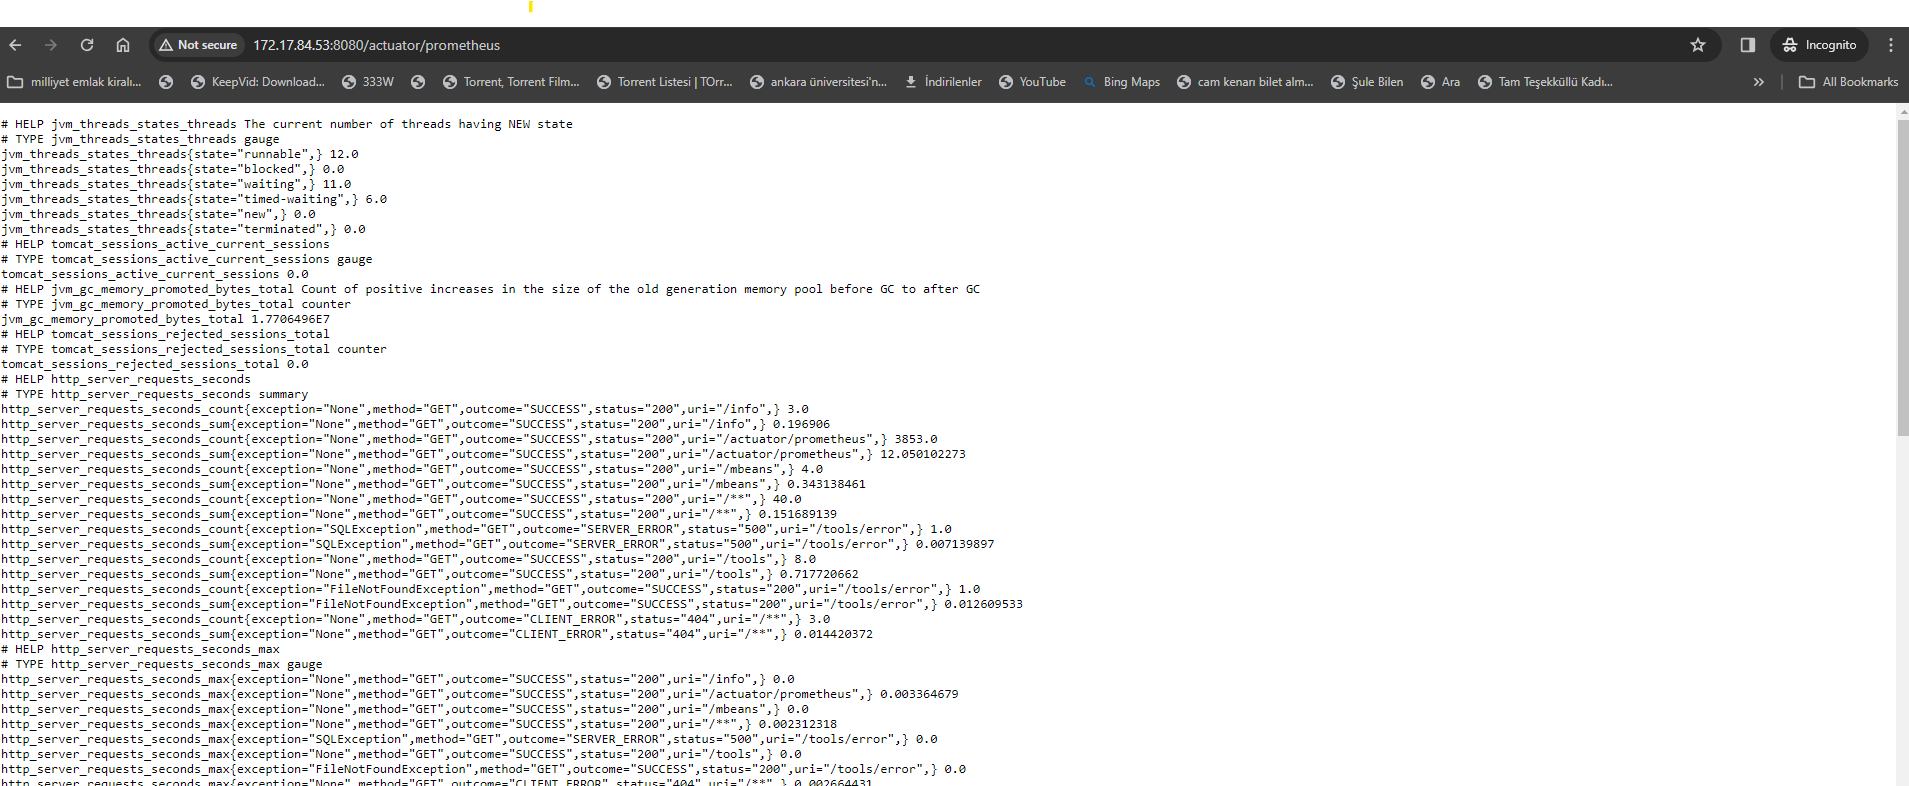 Not secure 172.17.84.53:8080/actuator/prometheus Incognito
milliyet emlak kiralı... KeepVid: Download... 333W Torrent, Torrent Film... Torrent Listesi | TOrr... ankara üniversitesi'n... İndirilenler YouTube Bing Maps cam kenarı bilet alm... Şule Bilen Ara Tam Teşekküllü Kadı... » All Bookmarks
# HELP jvm_threads_states_threads The current number of threads having NEW state
# TYPE jvm_threads_states_threads gauge
jvm_threads_states_threads{state="runnable",} 12.0
jvm_threads_states_threads{state="blocked",} 0.0
jvm_threads_states_threads{state="waiting",} 11.0
jvm_threads_states_threads{state="timed-waiting",} 6.0
jvm_threads_states_threads{state="new",} 0.0
jvm_threads_states_threads{state="terminated",} 0.0
# HELP tomcat_sessions_active_current_sessions
# TYPE tomcat_sessions_active_current_sessions gauge
tomcat_sessions_active_current_sessions 0.0
# HELP jvm_gc_memory_promoted_bytes_total Count of positive increases in the size of the old generation memory pool before GC to after GC
# TYPE jvm_gc_memory_promoted_bytes_total counter
jvm_gc_memory_promoted_bytes_total 1.7706496E7
# HELP tomcat_sessions_rejected_sessions_total
# TYPE tomcat_sessions_rejected_sessions_total counter
tomcat_sessions_rejected_sessions_total 0.0
# HELP http_server_requests_seconds
# TYPE http_server_requests_seconds summary
http_server_requests_seconds_count{exception="None",method="GET",outcome="SUCCESS",status="200",uri="/info",} 3.0
http_server_requests_seconds_sum{exception="None",method="GET",outcome="SUCCESS",status="200",uri="/info",} 0.196906
http_server_requests_seconds_count{exception="None",method="GET",outcome="SUCCESS",status="200",uri="/actuator/prometheus",} 3853.0
http_server_requests_seconds_sum{exception="None",method="GET",outcome="SUCCESS",status="200",uri="/actuator/prometheus",} 12.050102273
http_server_requests_seconds_count{exception="None",method="GET",outcome="SUCCESS",status="200",uri="/mbeans",} 4.0
http_server_requests_seconds_sum{exception="None",method="GET",outcome="SUCCESS",status="200",uri="/mbeans",} 0.343138461
http_server_requests_seconds_count{exception="None",method="GET",outcome="SUCCESS",status="200",uri="/**",} 40.0
http_server_requests_seconds_sum{exception="None",method="GET",outcome="SUCCESS",status="200",uri="/**",} 0.151689139
http_server_requests_seconds_count{exception="SQLException",method="GET",outcome="SERVER_ERROR",status="500",uri="/tools/error",} 1.0
http_server_requests_seconds_sum{exception="SQLException",method="GET",outcome="SERVER_ERROR",status="500",uri="/tools/error",} 0.007139897
http_server_requests_seconds_count{exception="None",method="GET",outcome="SUCCESS",status="200",uri="/tools",} 8.0
http_server_requests_seconds_sum{exception="None",method="GET",outcome="SUCCESS",status="200",uri="/tools",} 0.717720662
http_server_requests_seconds_count{exception="FileNotFoundException",method="GET",outcome="SUCCESS",status="200",uri="/tools/error",} 1.0
http_server_requests_seconds_sum{exception="FileNotFoundException",method="GET",outcome="SUCCESS",status="200",uri="/tools/error",} 0.012609533
http_server_requests_seconds_count{exception="None",method="GET",outcome="CLIENT_ERROR",status="404",uri="/**",} 3.0
http_server_requests_seconds_sum{exception="None",method="GET",outcome="CLIENT_ERROR",status="404",uri="/**",} 0.014420372
# HELP http_server_requests_seconds_max
# TYPE http_server_requests_seconds_max gauge
http_server_requests_seconds_max{exception="None",method="GET",outcome="SUCCESS",status="200",uri="/info",} 0.0
http_server_requests_seconds_max{exception="None",method="GET",outcome="SUCCESS",status="200",uri="/actuator/prometheus",} 0.003364679
http_server_requests_seconds_max{exception="None",method="GET",outcome="SUCCESS",status="200",uri="/mbeans",} 0.0
http_server_requests_seconds_max{exception="None",method="GET",outcome="SUCCESS",status="200",uri="/**",} 0.002312318
http_server_requests_seconds_max{exception="SQLException",method="GET",outcome="SERVER_ERROR",status="500",uri="/tools/error",} 0.0
http_server_requests_seconds_max{exception="None",method="GET",outcome="SUCCESS",status="200",uri="/tools",} 0.0
http_server_requests_seconds_max{exception="FileNotFoundException",method="GET",outcome="SUCCESS",status="200",uri="/tools/error",} 0.0
http_server_requests_seconds_max{exception="None",method="GET",outcome="CLIENT_ERROR",status="404",uri="/**",} 0.002664431